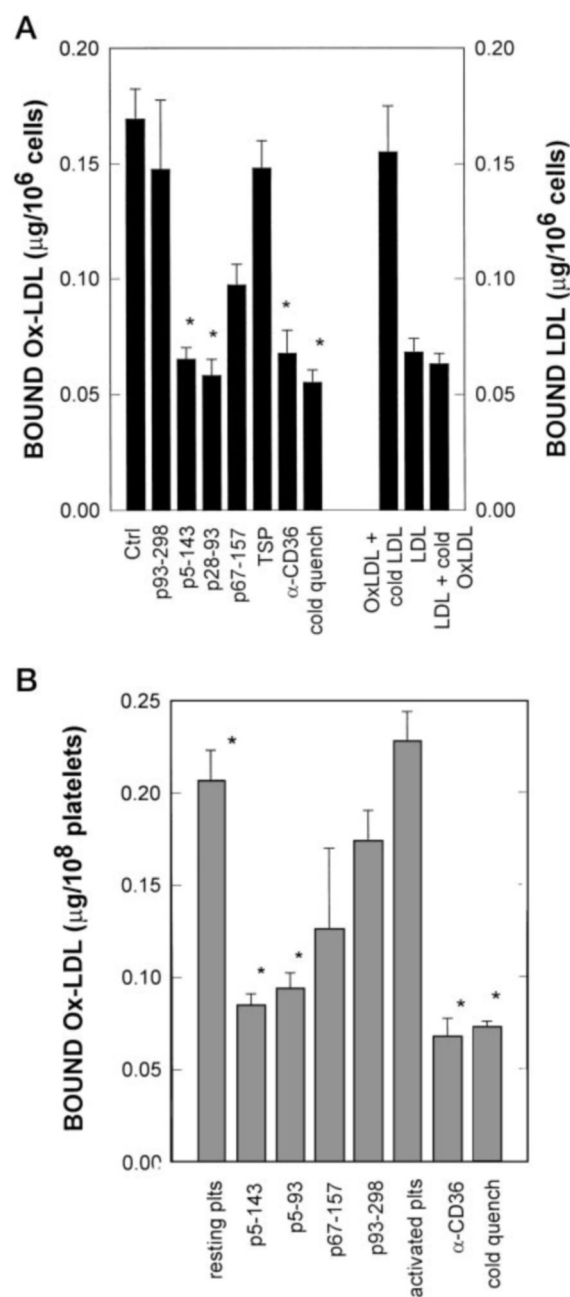 A
BOUND Ox-LDL (µg/10⁶ cells)
0.20
0.15
0.10
0.05
0.00
*
*
*
*
0.20
0.15
0.10
0.05
0.00
BOUND LDL (µg/10⁶ cells)
Ctrl
p93-298
p5-143
p28-93
p67-157
TSP
α-CD36
cold quench
OxLDL +
cold LDL
LDL
LDL + cold
OxLDL
B
BOUND Ox-LDL (µg/10⁸ platelets)
0.25
0.20
0.15
0.10
0.05
0.00
*
*
*
*
*
resting plts
p5-143
p5-93
p67-157
p93-298
activated plts
α-CD36
cold quench